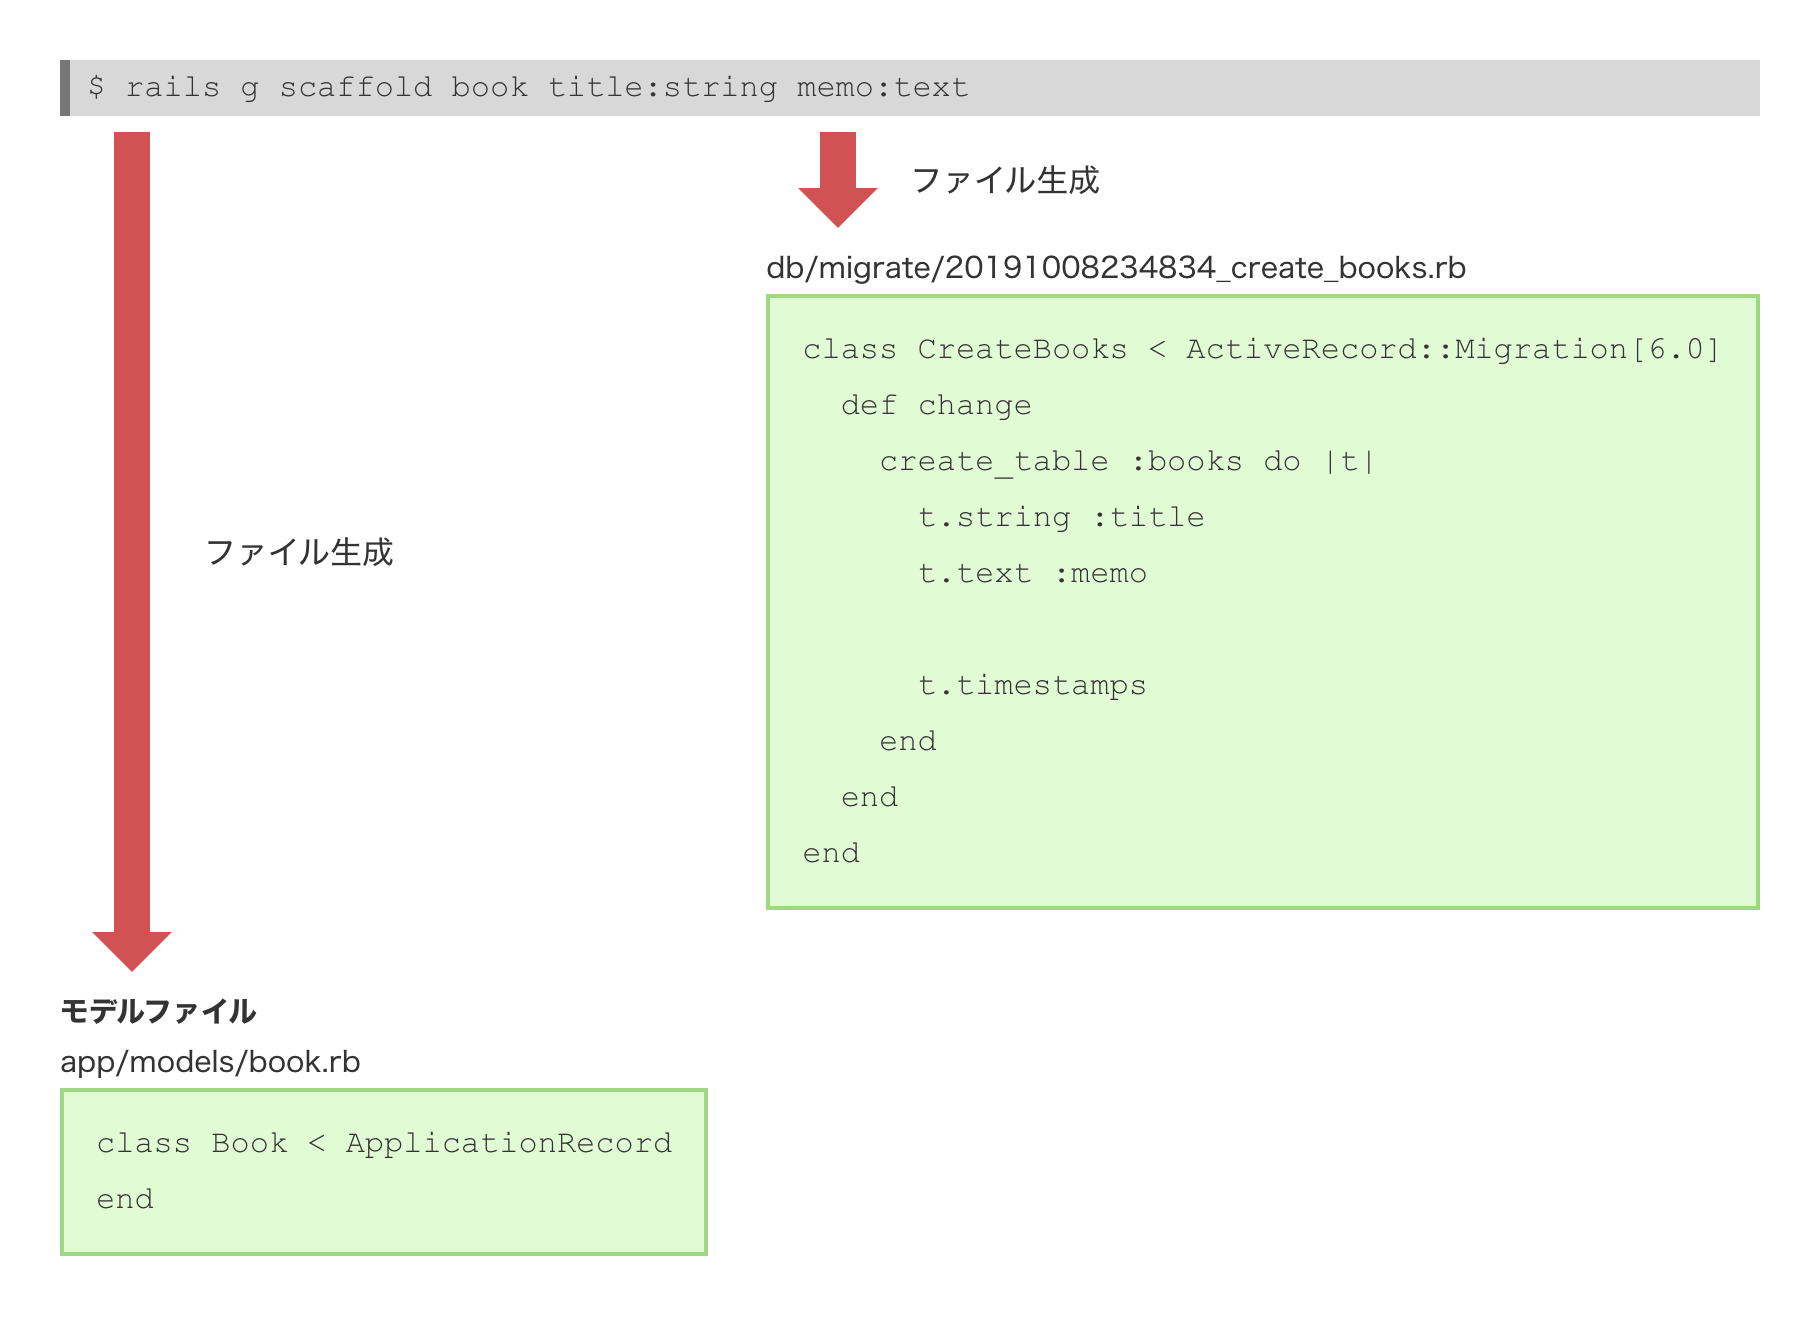 $ rails g scaffold book title:string memo:text
ファイル生成
db/migrate/20191008234834_create_books.rb
class CreateBooks < ActiveRecord::Migration[6.0]
  def change
    create_table :books do |t|
      t.string :title
      t.text :memo

      t.timestamps
    end
  end
end
ファイル生成
モデルファイル
app/models/book.rb
class Book < ApplicationRecord
end